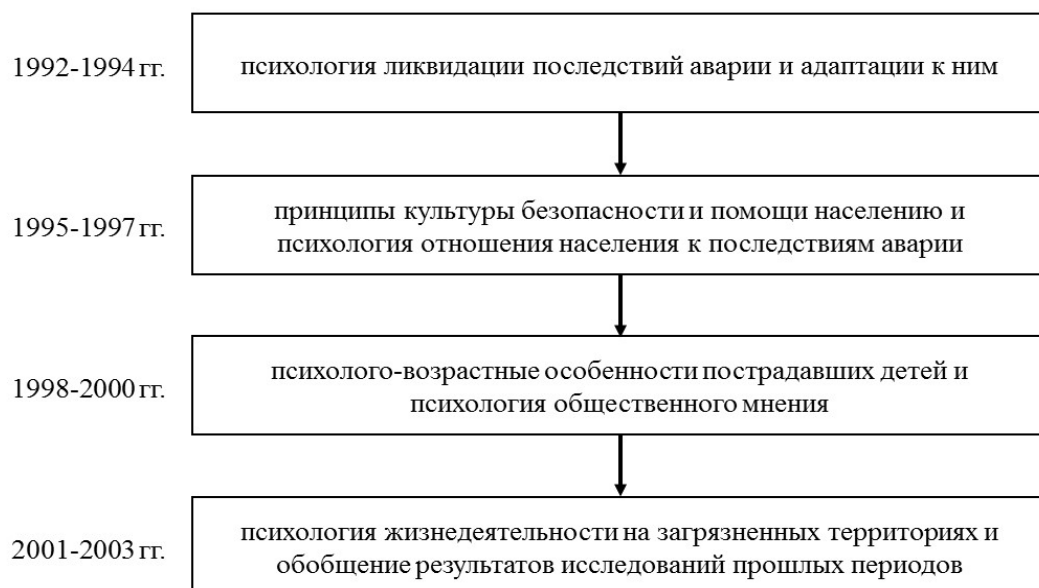 1992-1994 гг.
психология ликвидации последствий аварии и адаптации к ним
1995-1997 гг.
принципы культуры безопасности и помощи населению и
психология отношения населения к последствиям аварии
1998-2000 гг.
психолого-возрастные особенности пострадавших детей и
психология общественного мнения
2001-2003 гг.
психология жизнедеятельности на загрязненных территориях и
обобщение результатов исследований прошлых периодов